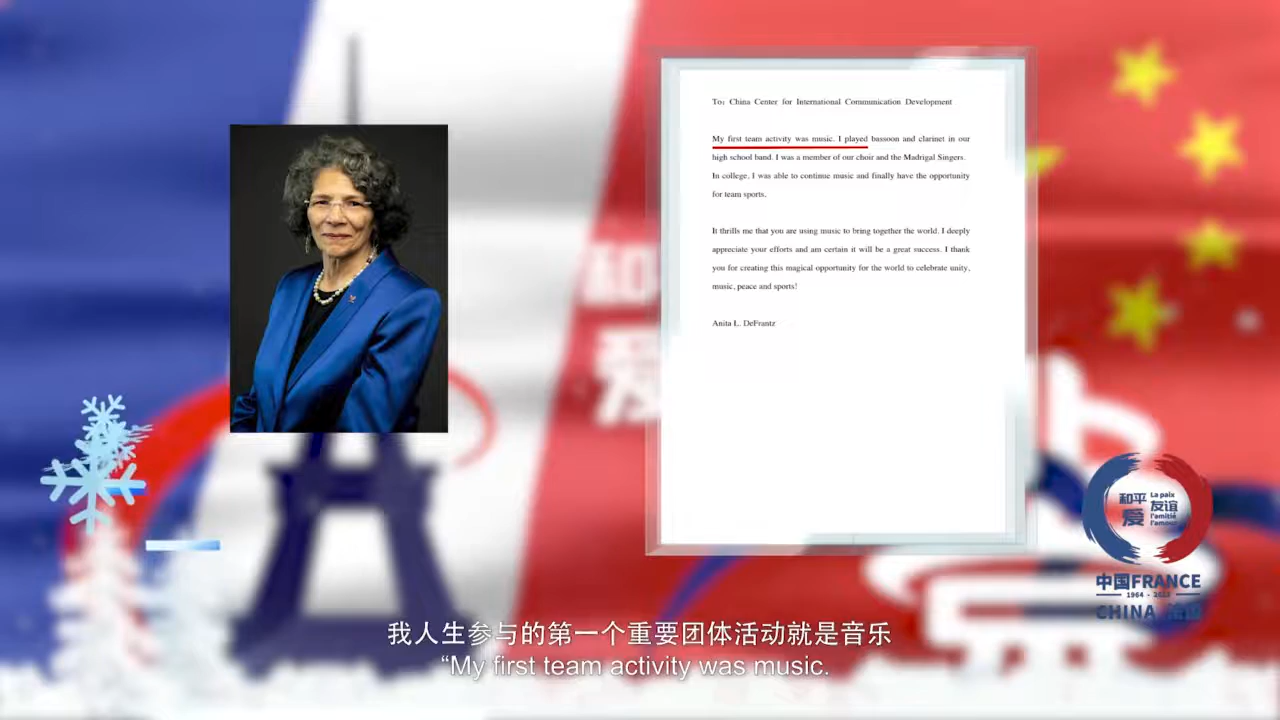 To: China Center for International Communication Development
My first team activity was music. I played bassoon and clarinet in our
high school band. I was a member of our choir and the Madrigal Singers.
In college, I was able to continue music and finally have the opportunity
for team sports.
It thrills me that you are using music to bring together the world. I deeply
appreciate your efforts and am certain it will be a great success. I thank
you for creating this magical opportunity for the world to celebrate unity,
music, peace and sports!
Anita L. DeFrantz
和平
爱
La paix
友谊
l'amitié
l'amour
中国FRANCE
1964 -
CHINA 法国
我人生参与的第一个重要团体活动就是音乐
“My first team activity was music.